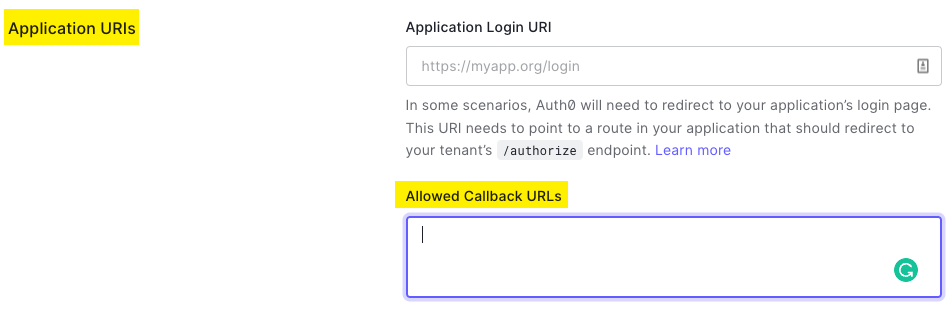 Application URIs
Application Login URI
https://myapp.org/login
In some scenarios, Auth0 will need to redirect to your application's login page.
This URI needs to point to a route in your application that should redirect to
your tenant's /authorize endpoint. Learn more
Allowed Callback URLs